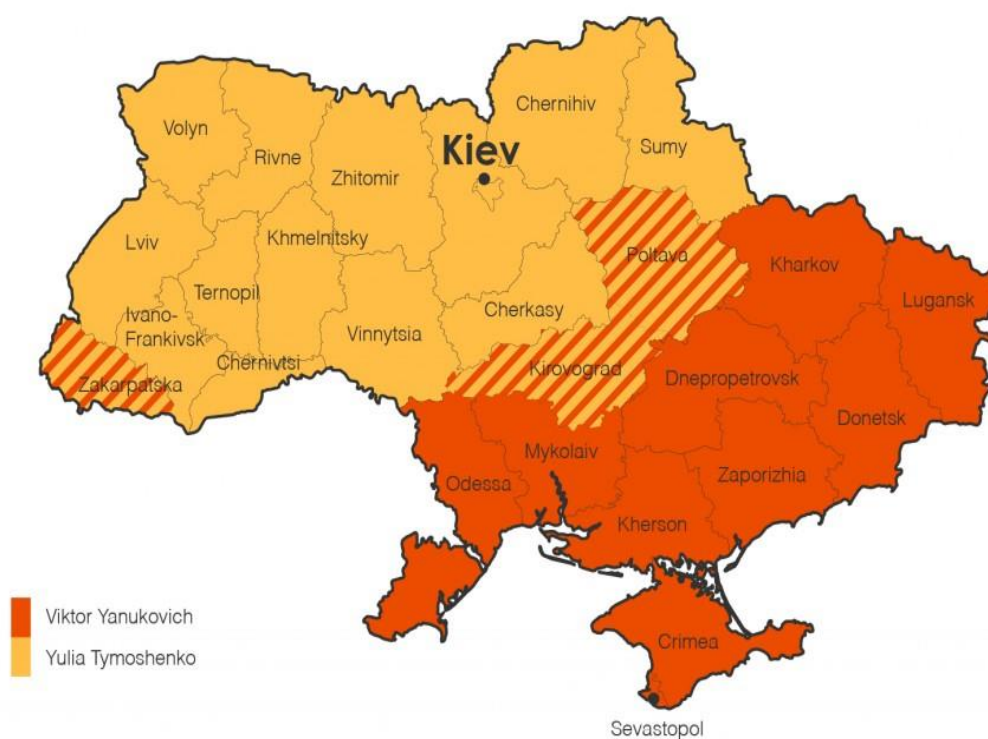 Chernihiv
Volyn
Sumy
Kiev
Rivne
Zhitomir
Lviv
Khmelnitsky
Poltava
Kharkov
Ternopil
Lugansk
Ivano-
Frankivsk
Cherkasy
Vinnytsia
Chernivtsi
Zakarpatska
Kirovograd
Dnepropetrovsk
Donetsk
Mykolaiv
Zaporizhia
Odessa
Kherson
Viktor Yanukovich
Yulia Tymoshenko
Crimea
Sevastopol